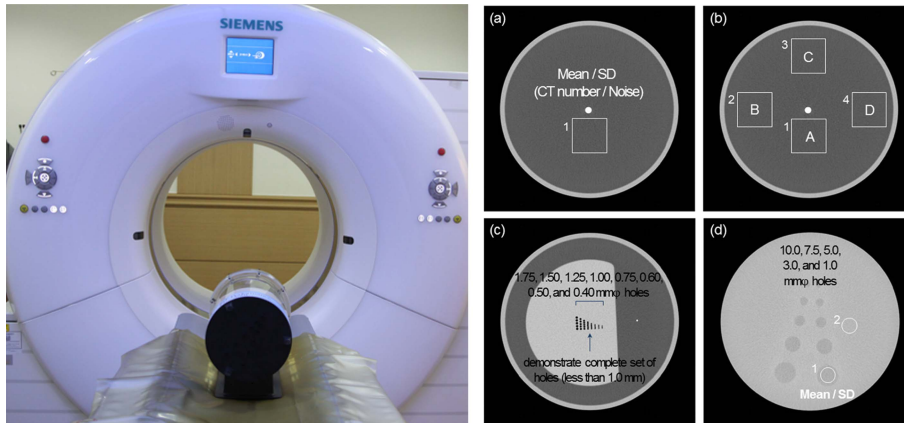 SIEMENS
(a)
Mean / SD
(CT number / Noise)
1
(b)
3
C
2
B
4
D
1
A
(c)
1.75, 1.50, 1.25, 1.00, 0.75, 0.60,
0.50, and 0.40 mmφ holes
demonstrate complete set of
holes (less than 1.0 mm)
(d)
10.0, 7.5, 5.0,
3.0, and 1.0
mmφ holes
2
1
Mean / SD